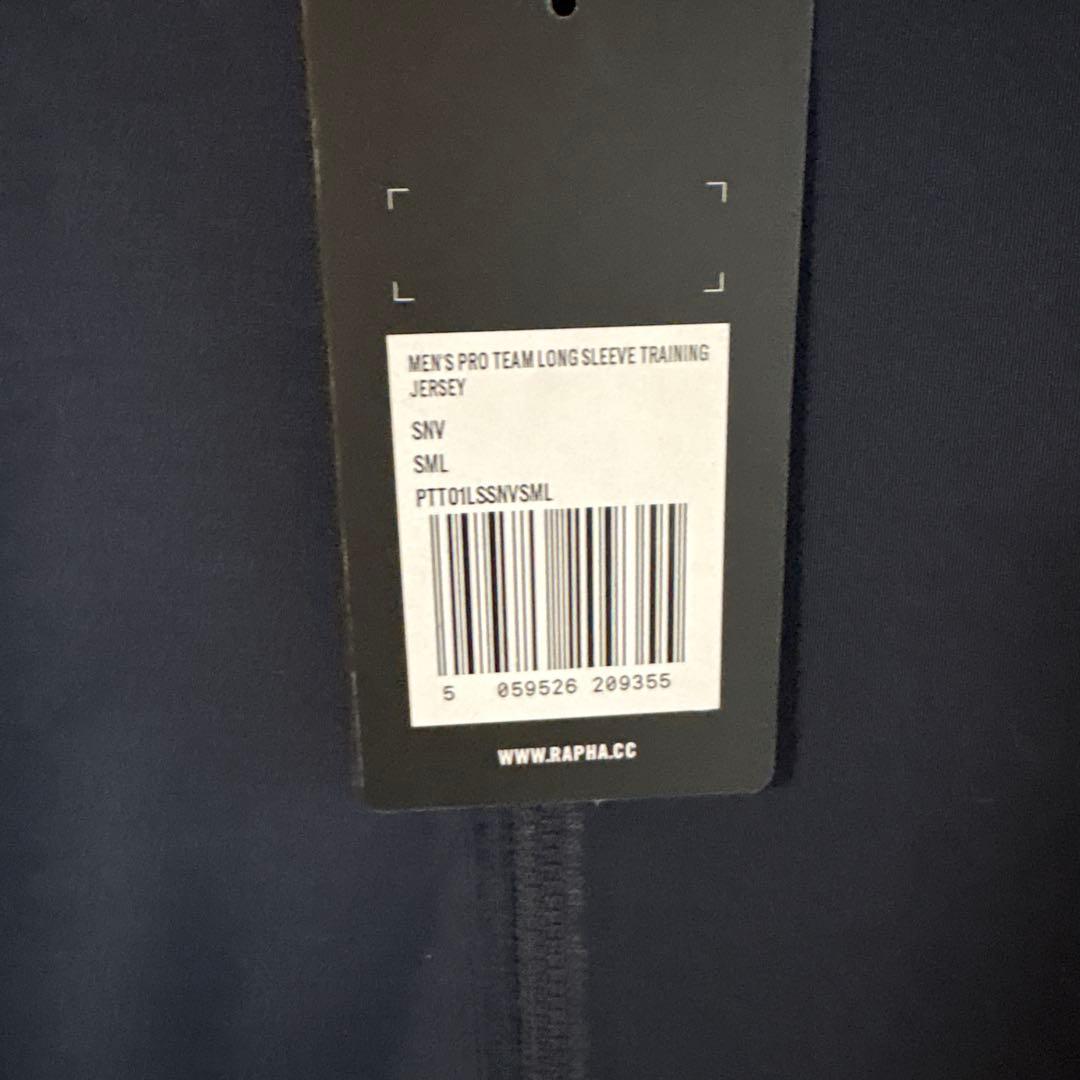 MEN'S PRO TEAM LONG SLEEVE TRAINING
JERSEY
SNV
SML
PTT01LSSNVSML
5 059526 209355
WWW.RAPHA.CC